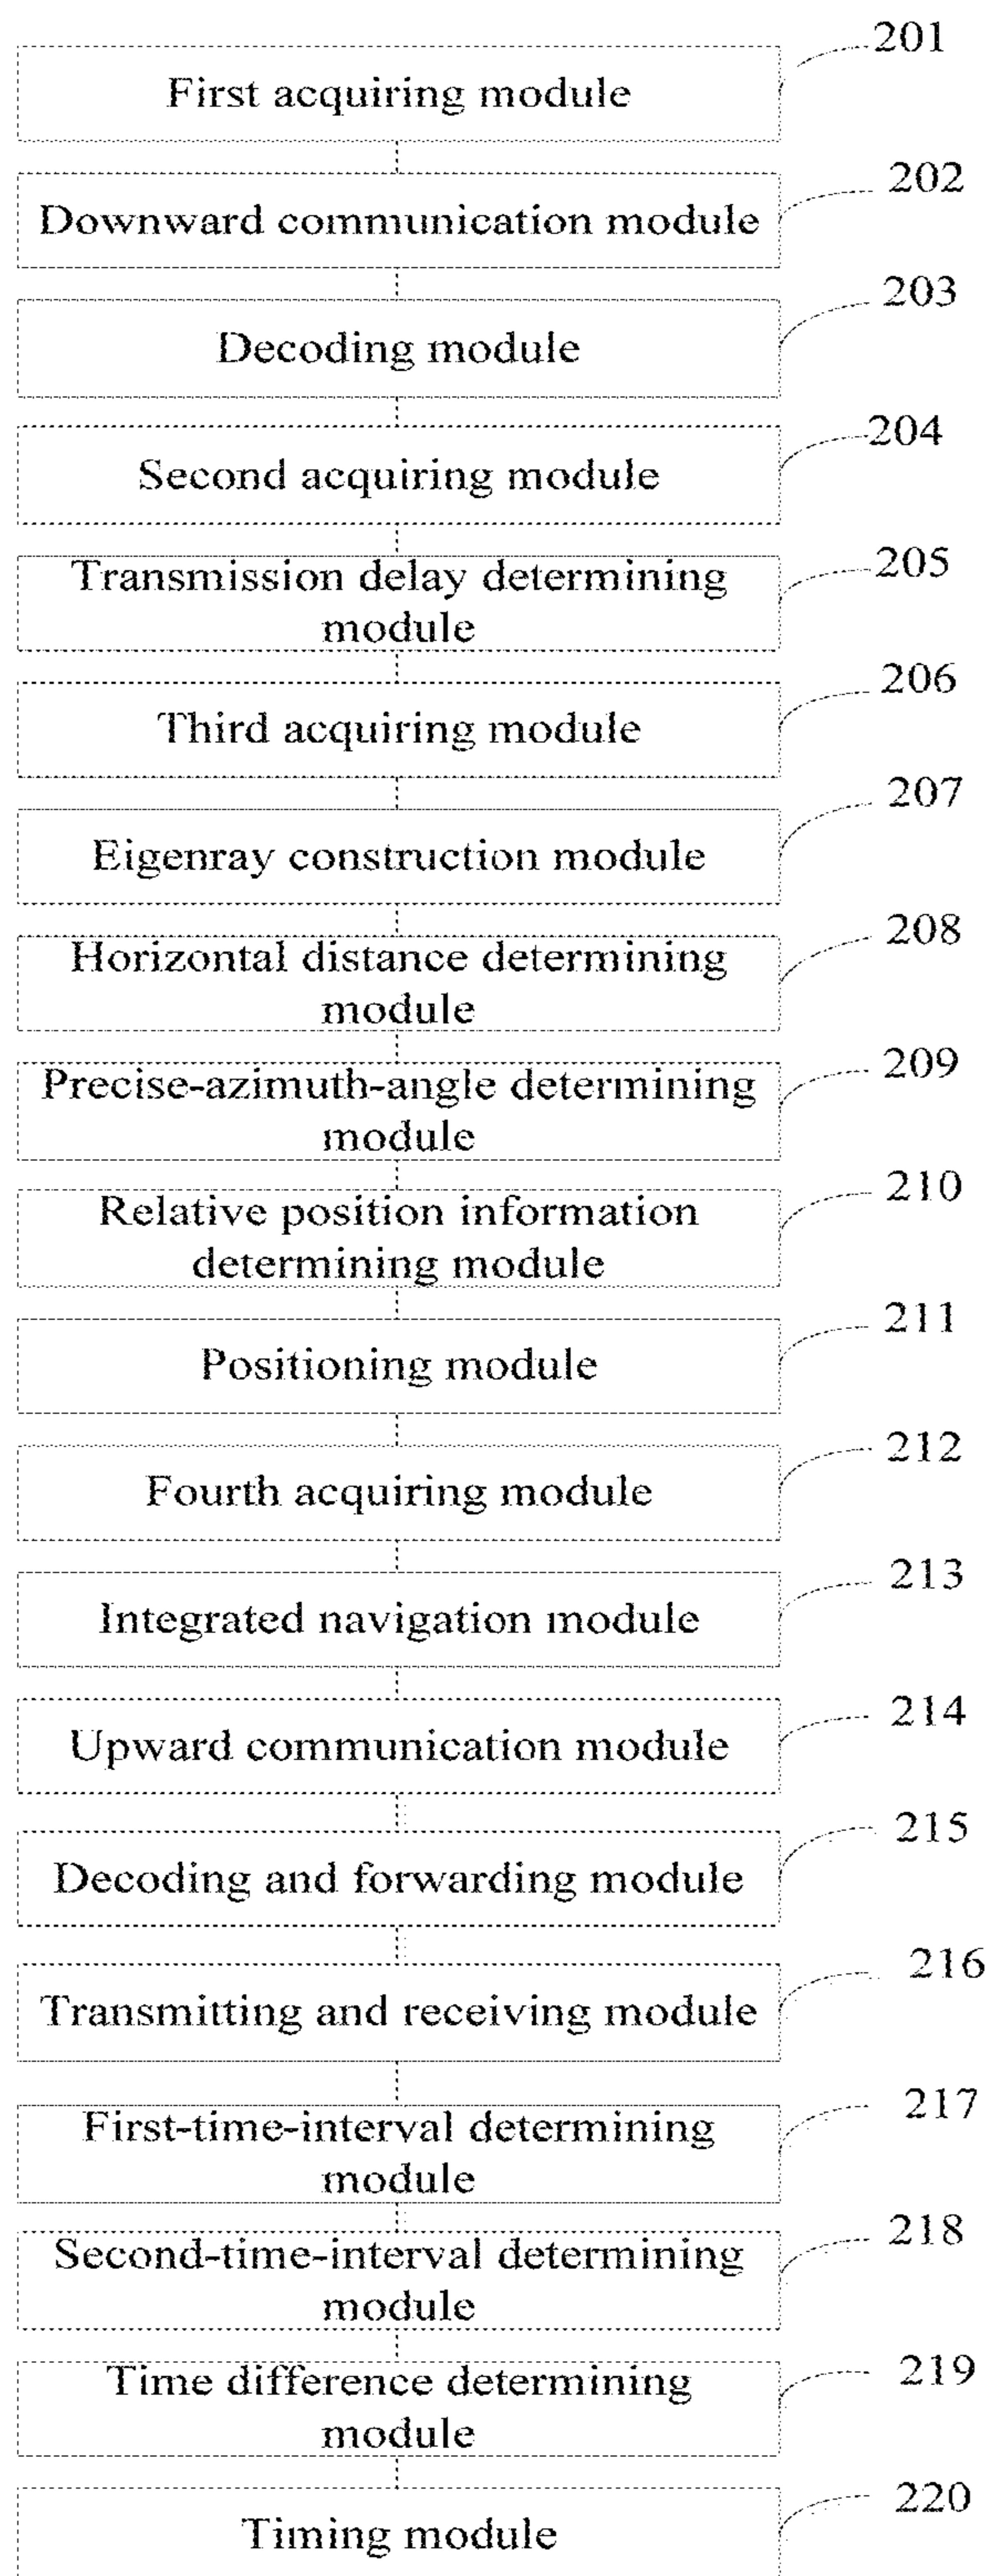 201
First acquiring module
202
Downward communication module
203
Decoding module
204
Second acquiring module
205
Transmission delay determining
module
206
Third acquiring module
207
Eigenray construction module
208
Horizontal distance determining
module
209
Precise-azimuth-angle determining
module
210
Relative position information
determining module
211
Positioning module
212
Fourth acquiring module
213
Integrated navigation module
214
Upward communication module
215
Decoding and forwarding module
216
Transmitting and receiving module
217
First-time-interval determining
module
218
Second-time-interval determining
module
219
Time difference determining
module
220
Timing module